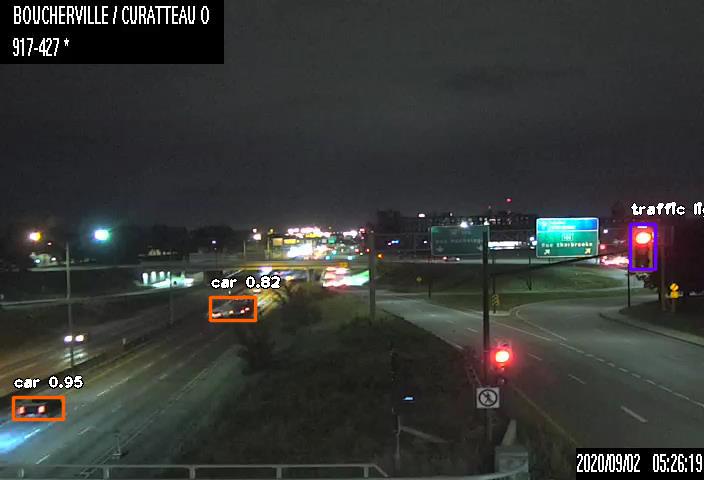 BOUCHERVILLE / CURATTEAU O
917-427 *
Rue Sherbrooke
car 0.82
traffic li
car 0.95
2020/09/02 05:26:19